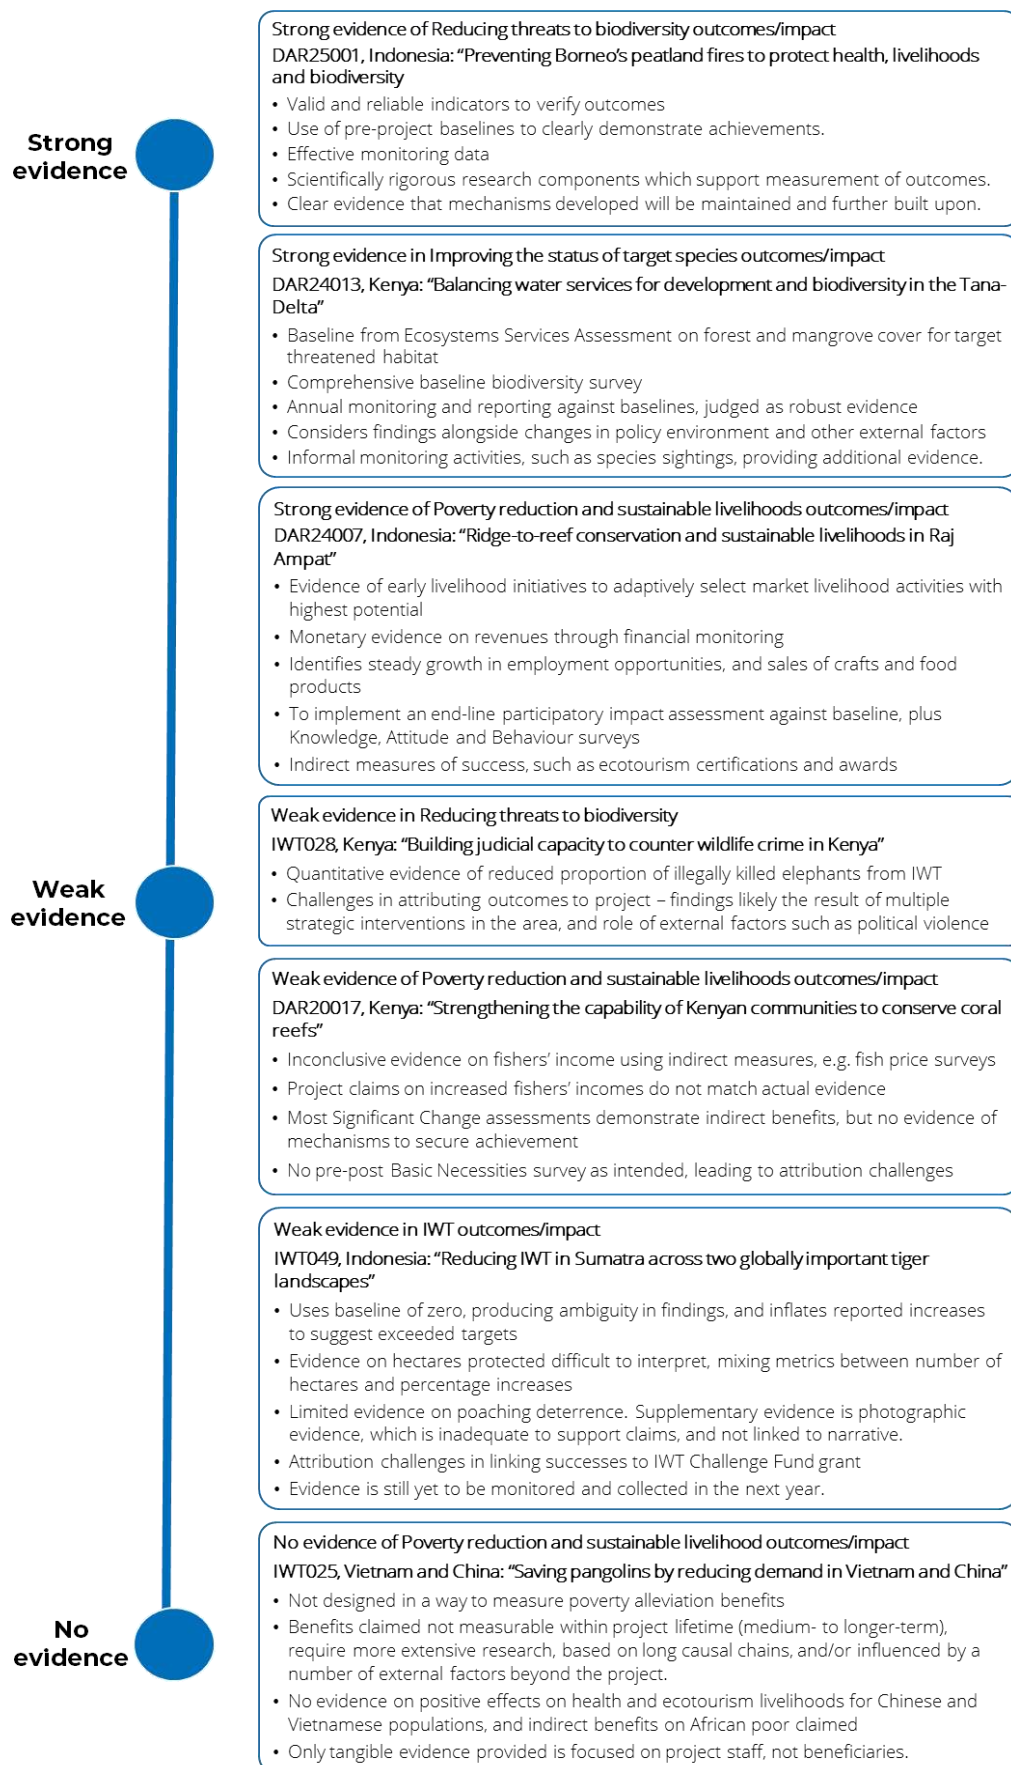 Strong evidence of Reducing threats to biodiversity outcomes/impact
DAR25001, Indonesia: “Preventing Borneo’s peatland fires to protect health, livelihoods
and biodiversity
• Valid and reliable indicators to verify outcomes
• Use of pre-project baselines to clearly demonstrate achievements.
• Effective monitoring data
• Scientifically rigorous research components which support measurement of outcomes.
• Clear evidence that mechanisms developed will be maintained and further built upon.
Strong
evidence
Strong evidence in Improving the status of target species outcomes/impact
DAR24013, Kenya: “Balancing water services for development and biodiversity in the Tana-
Delta”
• Baseline from Ecosystems Services Assessment on forest and mangrove cover for target
threatened habitat
• Comprehensive baseline biodiversity survey
• Annual monitoring and reporting against baselines, judged as robust evidence
• Considers findings alongside changes in policy environment and other external factors
• Informal monitoring activities, such as species sightings, providing additional evidence.
Strong evidence of Poverty reduction and sustainable livelihoods outcomes/impact
DAR24007, Indonesia: “Ridge-to-reef conservation and sustainable livelihoods in Raj
Ampat”
• Evidence of early livelihood initiatives to adaptively select market livelihood activities with
highest potential
• Monetary evidence on revenues through financial monitoring
• Identifies steady growth in employment opportunities, and sales of crafts and food
products
• To implement an end-line participatory impact assessment against baseline, plus
Knowledge, Attitude and Behaviour surveys
• Indirect measures of success, such as ecotourism certifications and awards
Weak evidence in Reducing threats to biodiversity
IWT028, Kenya: “Building judicial capacity to counter wildlife crime in Kenya”
• Quantitative evidence of reduced proportion of illegally killed elephants from IWT
• Challenges in attributing outcomes to project – findings likely the result of multiple
strategic interventions in the area, and role of external factors such as political violence
Weak
evidence
Weak evidence of Poverty reduction and sustainable livelihoods outcomes/impact
DAR20017, Kenya: “Strengthening the capability of Kenyan communities to conserve coral
reefs”
• Inconclusive evidence on fishers’ income using indirect measures, e.g. fish price surveys
• Project claims on increased fishers’ incomes do not match actual evidence
• Most Significant Change assessments demonstrate indirect benefits, but no evidence of
mechanisms to secure achievement
• No pre-post Basic Necessities survey as intended, leading to attribution challenges
Weak evidence in IWT outcomes/impact
IWT049, Indonesia: “Reducing IWT in Sumatra across two globally important tiger
landscapes”
• Uses baseline of zero, producing ambiguity in findings, and inflates reported increases
to suggest exceeded targets
• Evidence on hectares protected difficult to interpret, mixing metrics between number of
hectares and percentage increases
• Limited evidence on poaching deterrence. Supplementary evidence is photographic
evidence, which is inadequate to support claims, and not linked to narrative.
• Attribution challenges in linking successes to IWT Challenge Fund grant
• Evidence is still yet to be monitored and collected in the next year.
No evidence of Poverty reduction and sustainable livelihood outcomes/impact
IWT025, Vietnam and China: “Saving pangolins by reducing demand in Vietnam and China”
• Not designed in a way to measure poverty alleviation benefits
• Benefits claimed not measurable within project lifetime (medium- to longer-term),
require more extensive research, based on long causal chains, and/or influenced by a
number of external factors beyond the project.
• No evidence on positive effects on health and ecotourism livelihoods for Chinese and
Vietnamese populations, and indirect benefits on African poor claimed
• Only tangible evidence provided is focused on project staff, not beneficiaries.
No
evidence